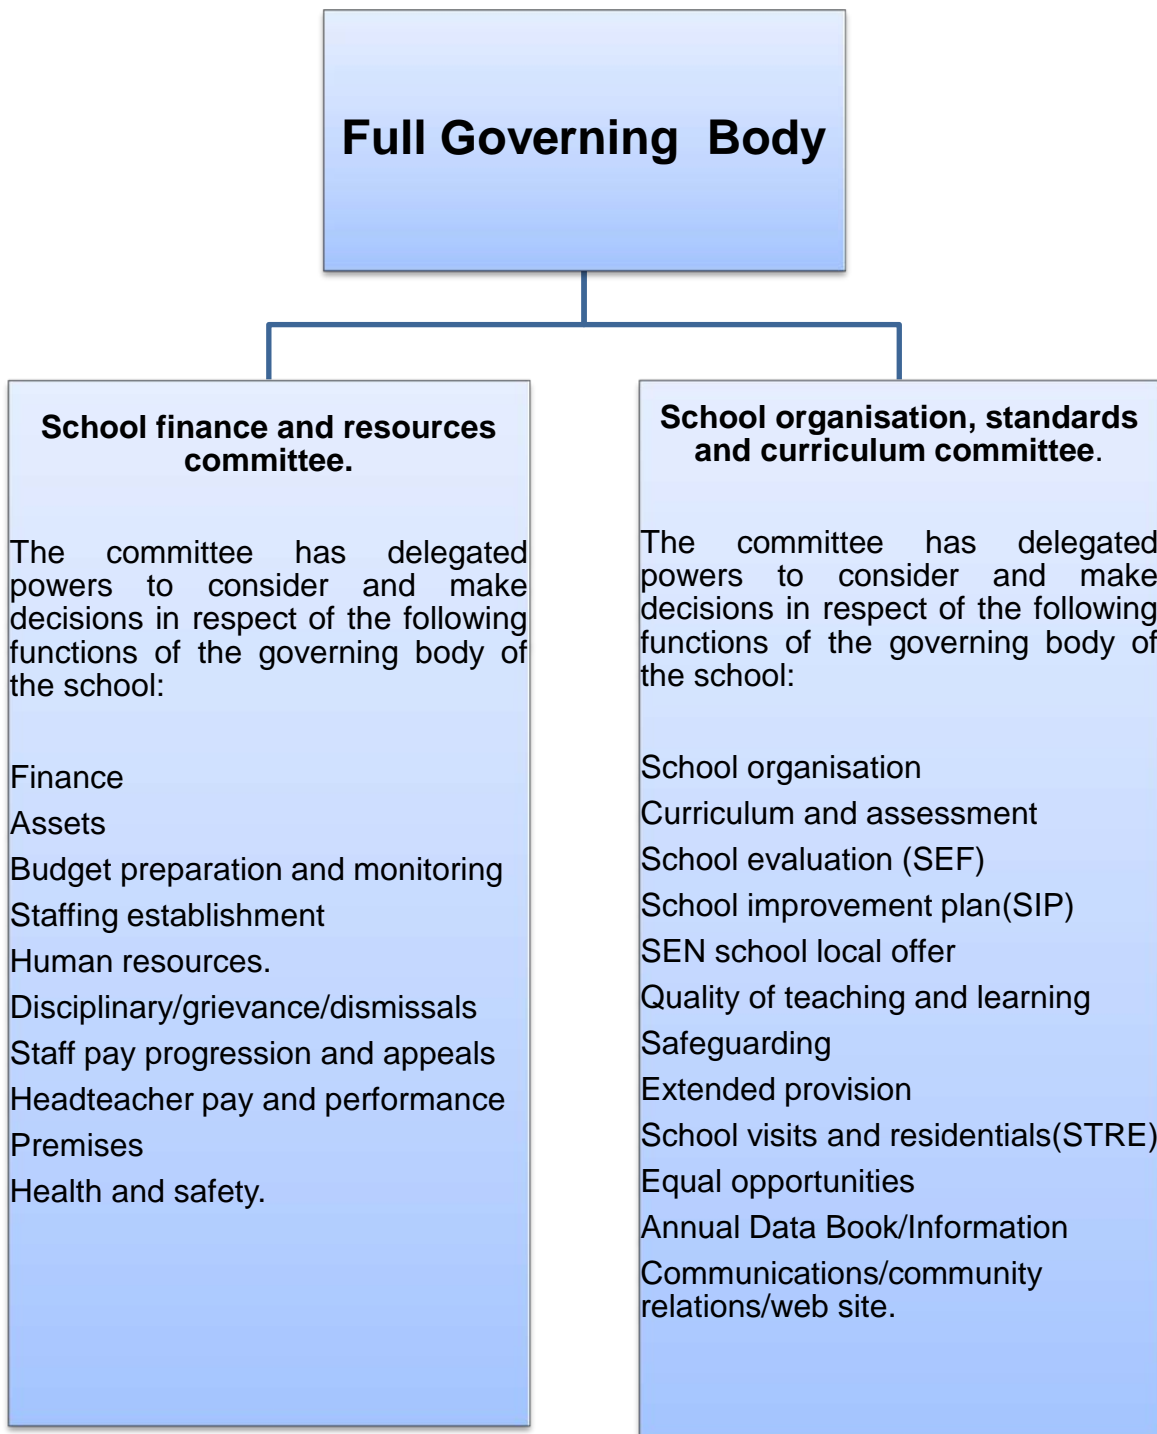 Full Governing Body
School finance and resources
committee.
The committee has delegated
powers to consider and make
decisions in respect of the following
functions of the governing body of
the school:
Finance
Assets
Budget preparation and monitoring
Staffing establishment
Human resources.
Disciplinary/grievance/dismissals
Staff pay progression and appeals
Headteacher pay and performance
Premises
Health and safety.
School organisation, standards
and curriculum committee.
The committee has delegated
powers to consider and make
decisions in respect of the following
functions of the governing body of
the school:
School organisation
Curriculum and assessment
School evaluation (SEF)
School improvement plan(SIP)
SEN school local offer
Quality of teaching and learning
Safeguarding
Extended provision
School visits and residentials(STRE)
Equal opportunities
Annual Data Book/Information
Communications/community
relations/web site.